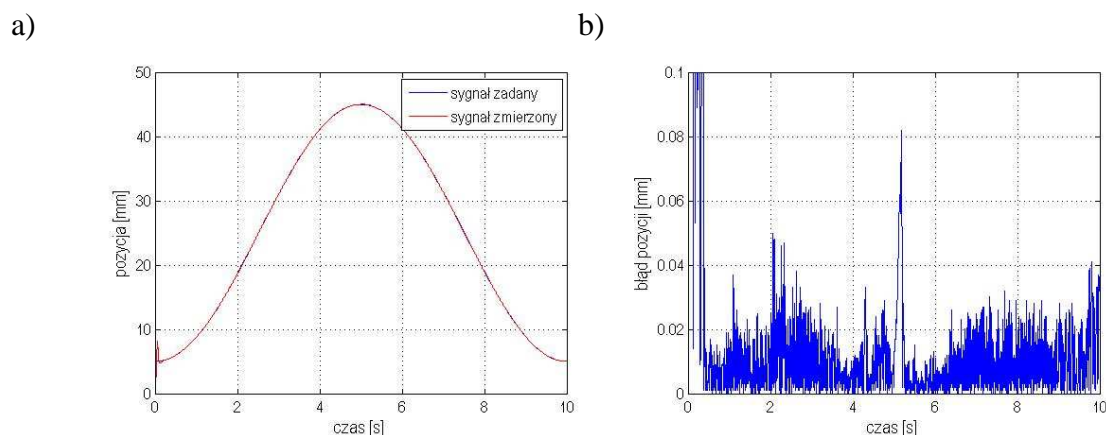 a)
b)
50
40
30
20
10
0
pozycja [mm]
sygnał zadany
sygnał zmierzony
0 2 4 6 8 10
czas [s]
0.1
0.08
0.06
0.04
0.02
0
błąd pozycji [mm]
0 2 4 6 8 10
czas [s]